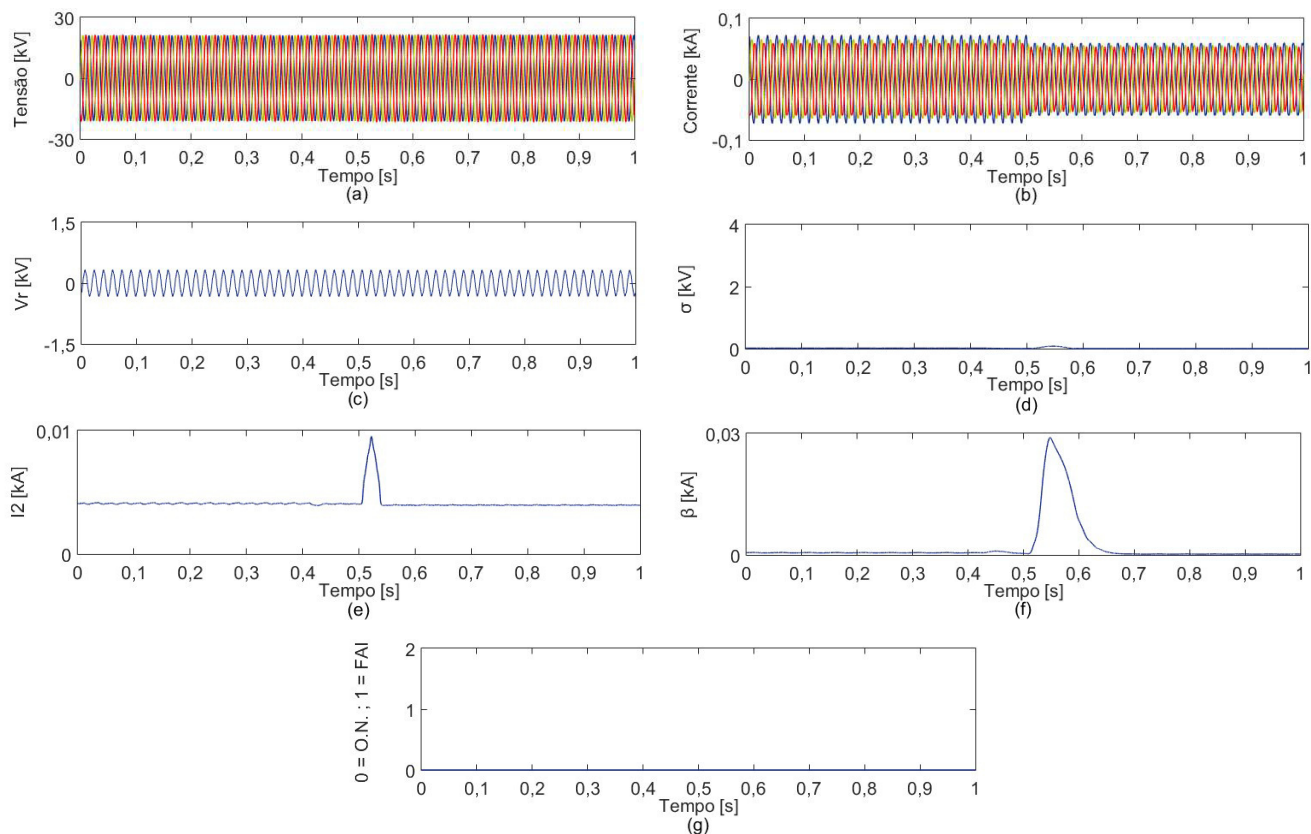 Tensão [kV]
30
0
-30
0 0,1 0,2 0,3 0,4 0,5 0,6 0,7 0,8 0,9 1
Tempo [s]
(a)
Corrente [kA]
0,1
0
-0,1
0 0,1 0,2 0,3 0,4 0,5 0,6 0,7 0,8 0,9 1
Tempo [s]
(b)
Vr [kV]
1,5
0
-1,5
0 0,1 0,2 0,3 0,4 0,5 0,6 0,7 0,8 0,9 1
Tempo [s]
(c)
σ [kV]
4
2
0
0 0,1 0,2 0,3 0,4 0,5 0,6 0,7 0,8 0,9 1
Tempo [s]
(d)
I2 [kA]
0,01
0
0 0,1 0,2 0,3 0,4 0,5 0,6 0,7 0,8 0,9 1
Tempo [s]
(e)
β [kA]
0,03
0
0 0,1 0,2 0,3 0,4 0,5 0,6 0,7 0,8 0,9 1
Tempo [s]
(f)
0 = O.N. ; 1 = FAI
2
1
0
0 0,1 0,2 0,3 0,4 0,5 0,6 0,7 0,8 0,9 1
Tempo [s]
(g)